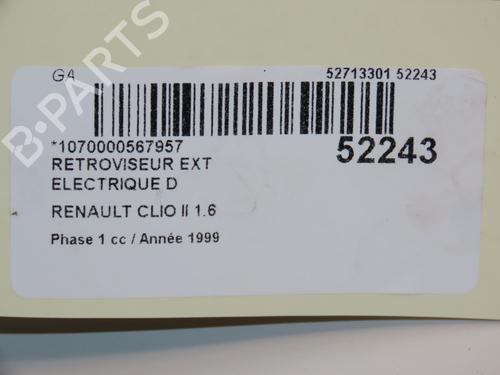 GA
52713301 52243
*1070000567957
52243
RETROVISEUR EXT
ELECTRIQUE D
RENAULT CLIO II 1.6
Phase 1 cc / Année 1999
B-PARTS